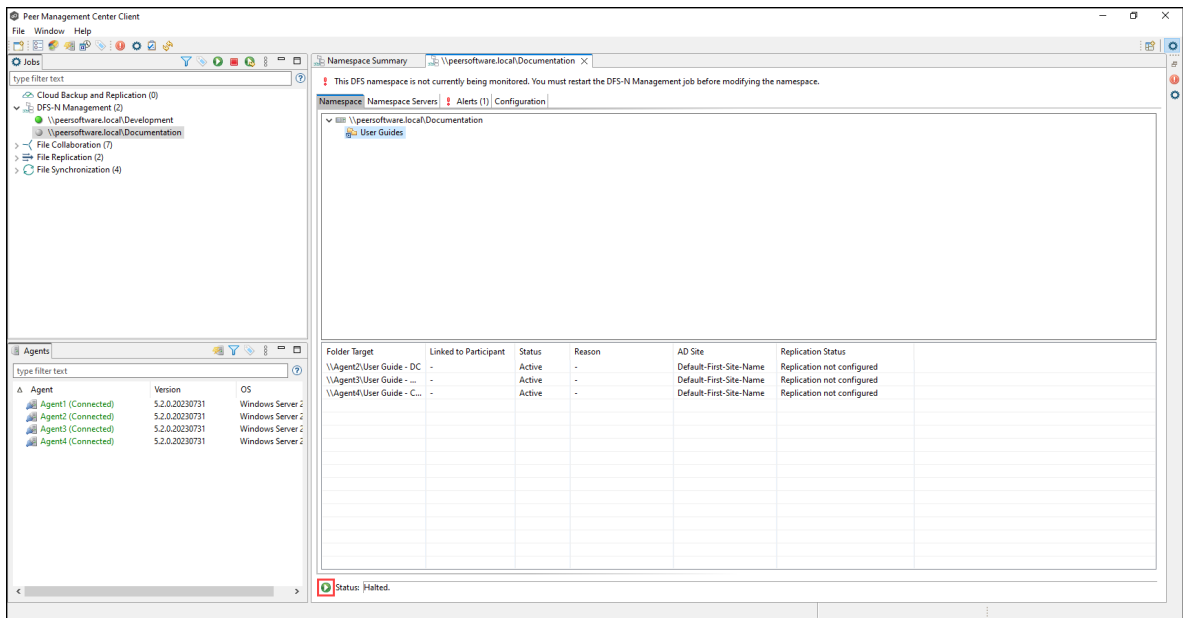 Peer Management Center Client
File Window Help
Jobs
type filter text
Cloud Backup and Replication (0)
DFS-N Management (2)
\\peersoftware.local\Development
\\peersoftware.local\Documentation
File Collaboration (7)
File Replication (2)
File Synchronization (4)
Agents
type filter text
Agent Version OS
Agent1 (Connected) 5.2.0.20230731 Windows Server 2
Agent2 (Connected) 5.2.0.20230731 Windows Server 2
Agent3 (Connected) 5.2.0.20230731 Windows Server 2
Agent4 (Connected) 5.2.0.20230731 Windows Server 2
Namespace Summary \\peersoftware.local\Documentation
This DFS namespace is not currently being monitored. You must restart the DFS-N Management job before modifying the namespace.
Namespace Namespace Servers Alerts (1) Configuration
\\peersoftware.local\Documentation
User Guides
Folder Target Linked to Participant Status Reason AD Site Replication Status
\\Agent2\User Guide - DC - Active - Default-First-Site-Name Replication not configured
\\Agent3\User Guide - ... - Active - Default-First-Site-Name Replication not configured
\\Agent4\User Guide - C... - Active - Default-First-Site-Name Replication not configured
Status: Halted.